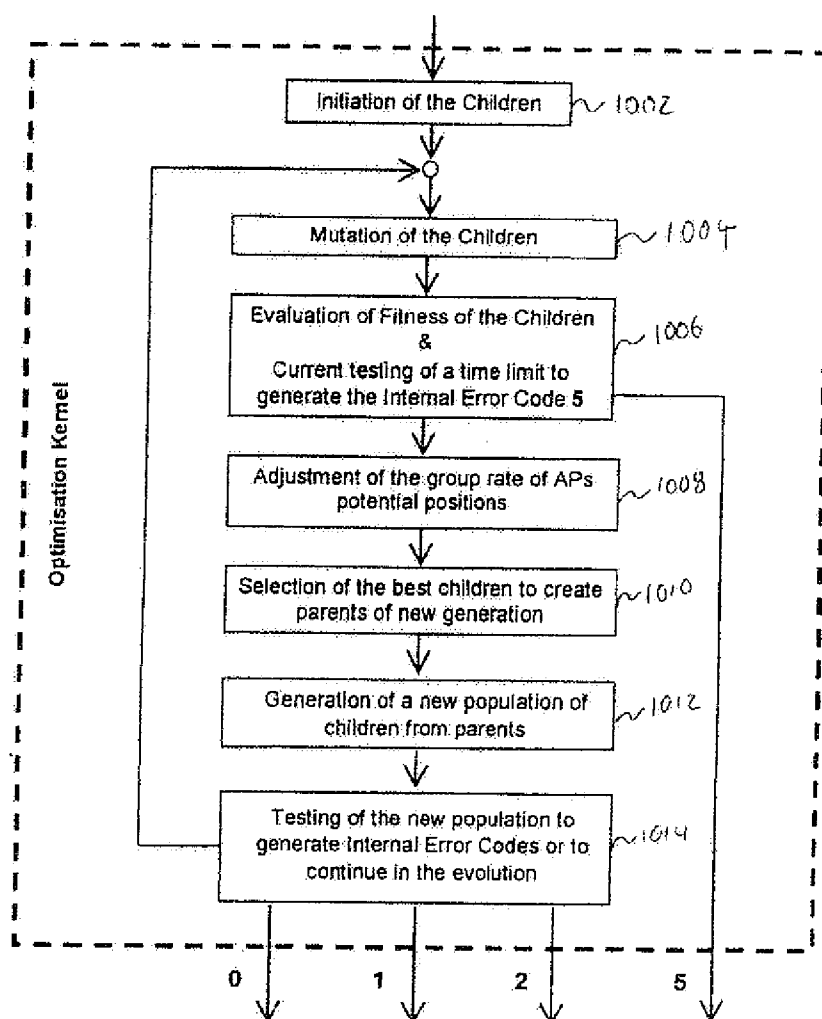 Initiation of the Children
1002
Mutation of the Children
1004
Evaluation of Fitness of the Children
&
Current testing of a time limit to
generate the Internal Error Code 5
1006
Adjustment of the group rate of APs
potential positions
1008
Selection of the best children to create
parents of new generation
1010
Generation of a new population of
children from parents
1012
Testing of the new population to
generate Internal Error Codes or to
continue in the evolution
1014
Optimisation Kernel
0 1 2 5